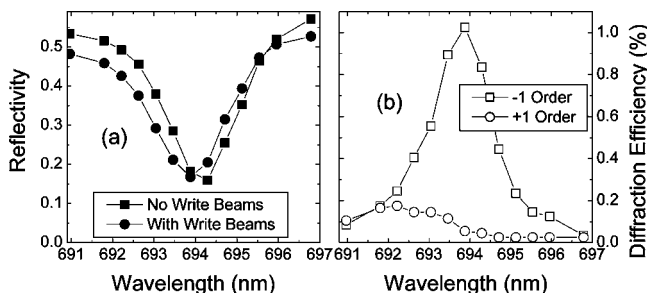 0.5
0.4
0.3
0.2
0.1
0.0
Reflectivity
(a)
No Write Beams
With Write Beams
691 692 693 694 695 696 697
Wavelength (nm)
(b)
-1 Order
+1 Order
1.0
0.8
0.6
0.4
0.2
0.0
Diffraction Efficiency (%)
691 692 693 694 695 696 697
Wavelength (nm)